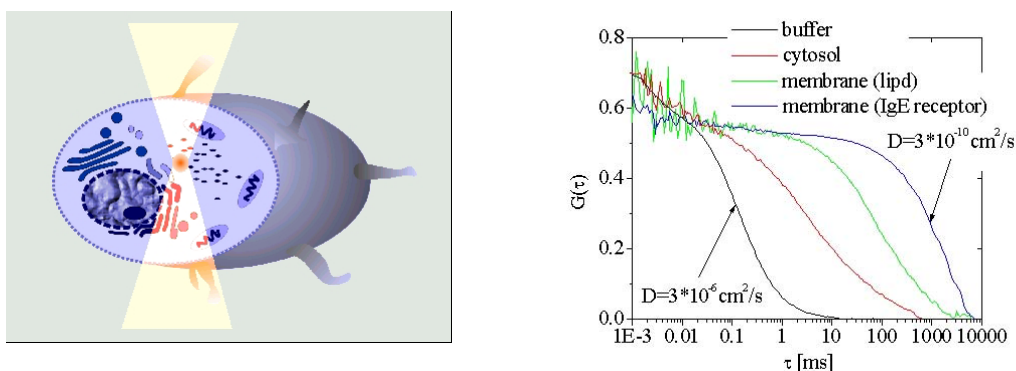 buffer
cytosol
membrane (lipd)
membrane (IgE receptor)
0.8
0.6
0.4
0.2
0.0
G(τ)
D=3*10⁻¹⁰cm²/s
D=3*10⁻⁶cm²/s
1E-3 0.01 0.1 1 10 100 1000 10000
τ [ms]